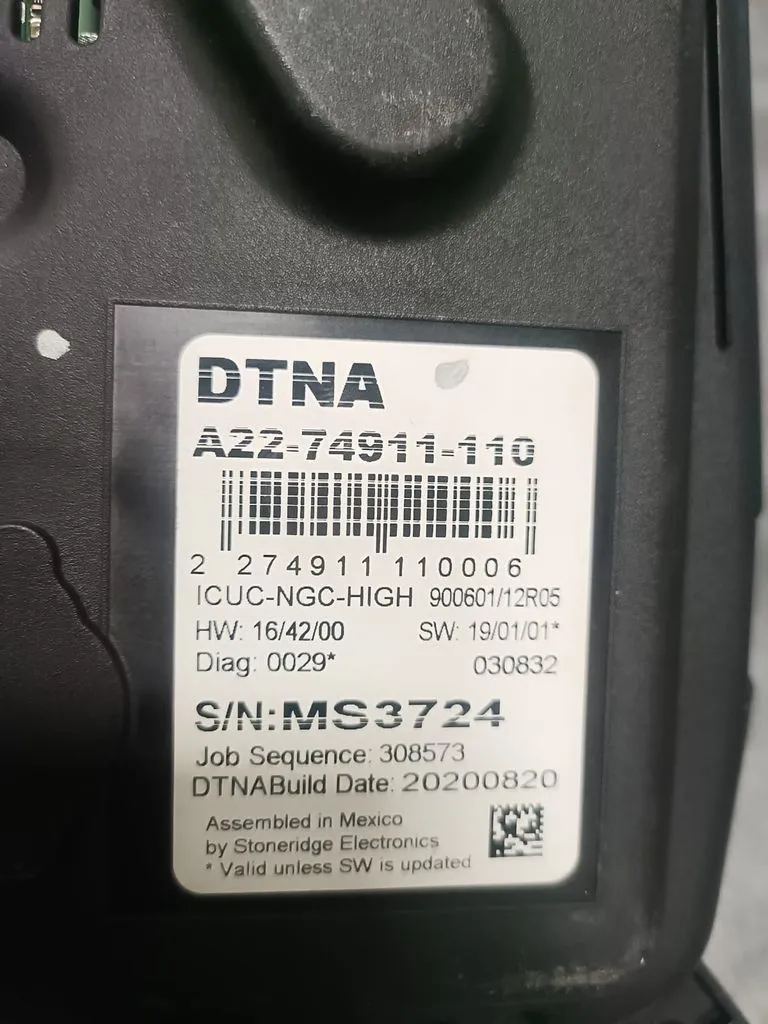 DTNA
A22-74911-110
2 274911 110006
ICUC-NGC-HIGH 900601/12R05
HW: 16/42/00 SW: 19/01/01*
Diag: 0029* 030832
S/N:MS3724
Job Sequence: 308573
DTNABuild Date: 20200820
Assembled in Mexico
by Stoneridge Electronics
* Valid unless SW is updated